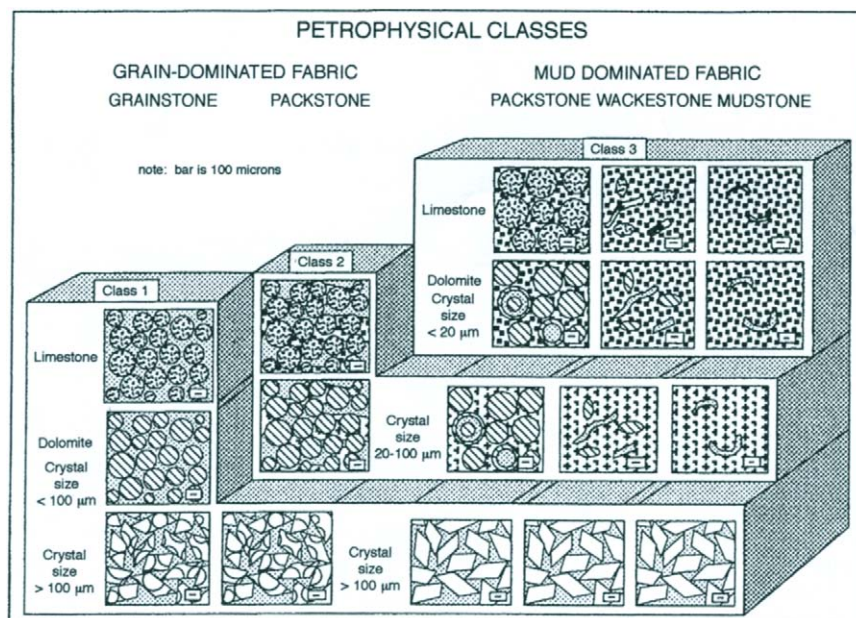 PETROPHYSICAL CLASSES
GRAIN-DOMINATED FABRIC
GRAINSTONE PACKSTONE
MUD DOMINATED FABRIC
PACKSTONE WACKESTONE MUDSTONE
note: bar is 100 microns
Class 3
Limestone
Dolomite
Crystal
size
< 20 µm
Class 2
Class 1
Limestone
Dolomite
Crystal
size
< 100 µm
Crystal
size
20-100 µm
Crystal
size
> 100 µm
Crystal
size
> 100 µm